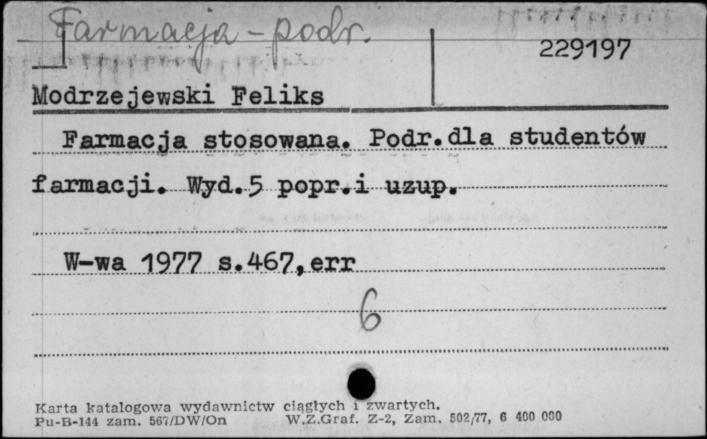 Farmacja - podr.
229197
Modrzejewski Feliks
Farmacja stosowana. Podr.dla studentów
farmacji. Wyd.5 popr.i uzup.
W-wa 1977 s.467,err
6
Karta katalogowa wydawnictw ciągłych i zwartych.
Pu-B-144 zam. 567/DW/On W.Z.Graf. Z-2, Zam. 502/77, 6 400 000